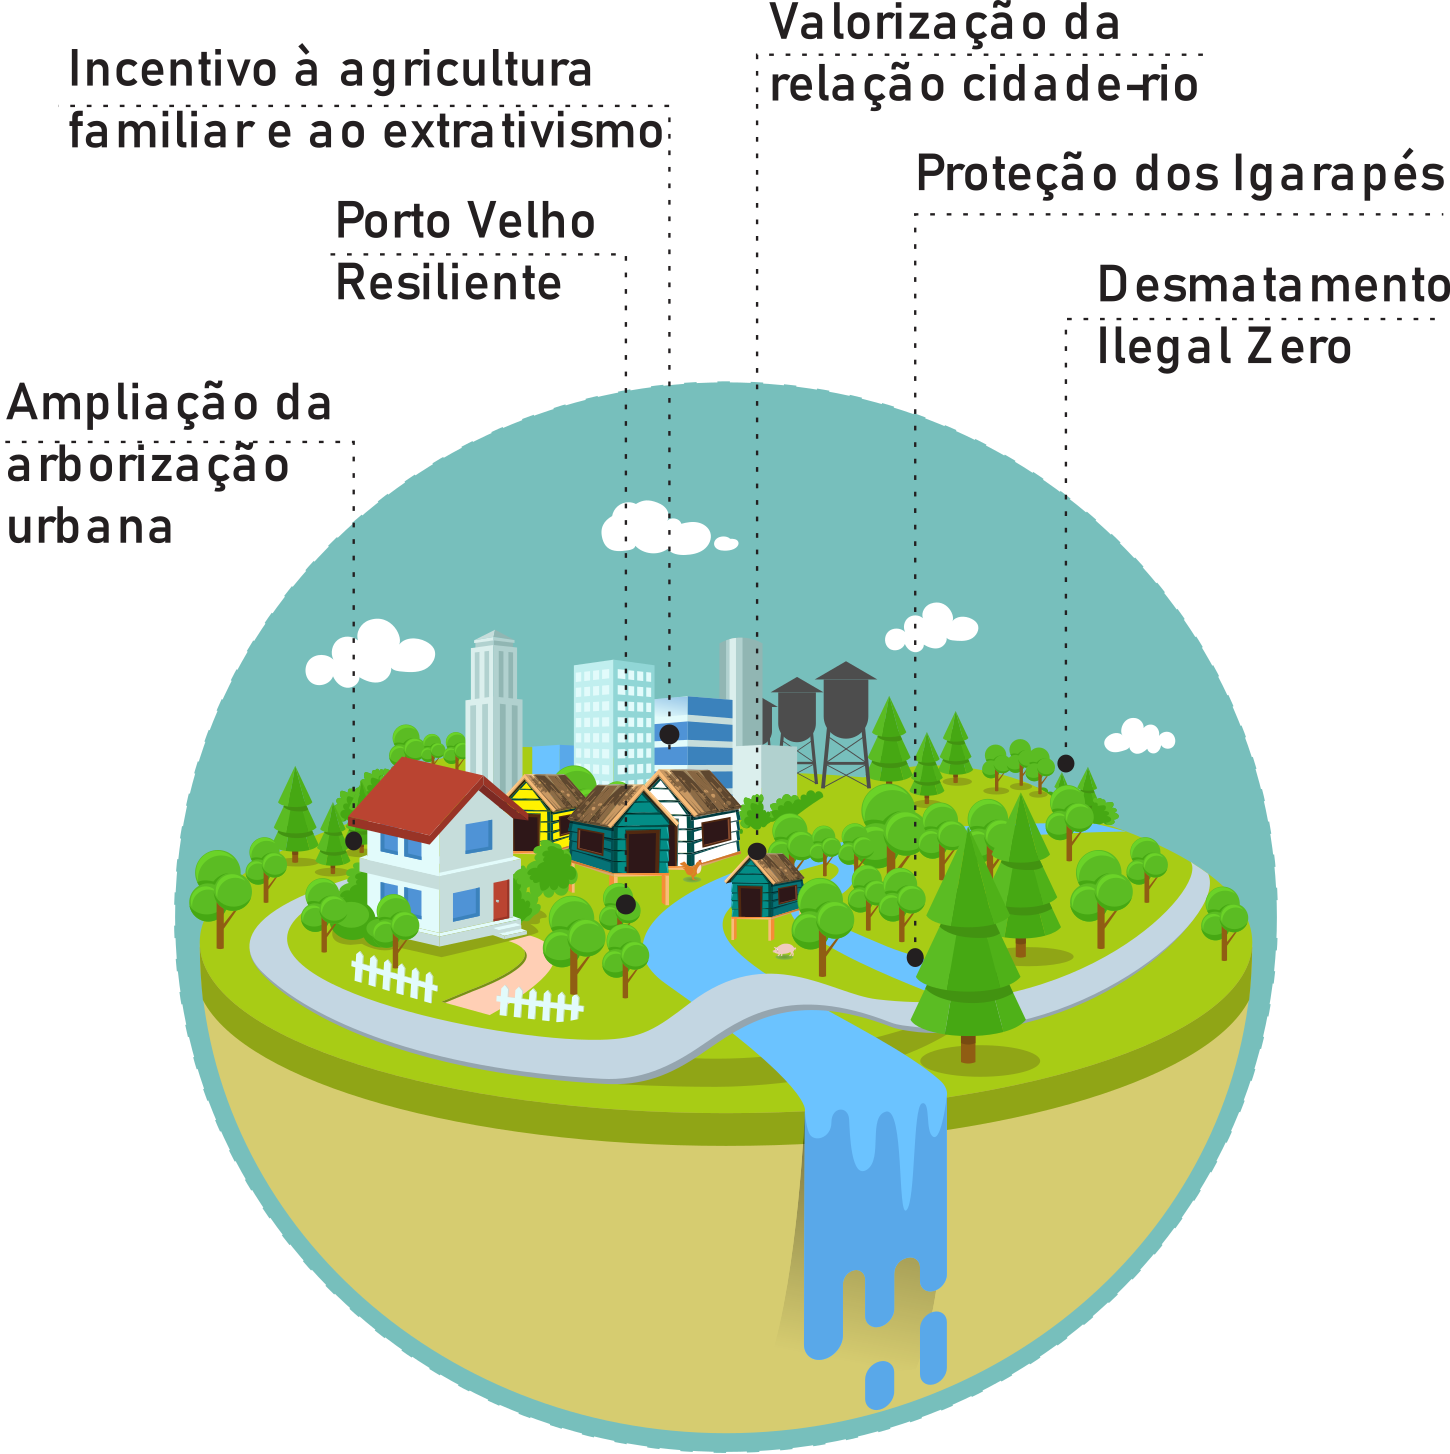 Valorização da
relação cidade-rio
Incentivo à agricultura
familiar e ao extrativismo
Proteção dos Igarapés
Porto Velho
Resiliente
Desmatamento
Ilegal Zero
Ampliação da
arborização
urbana